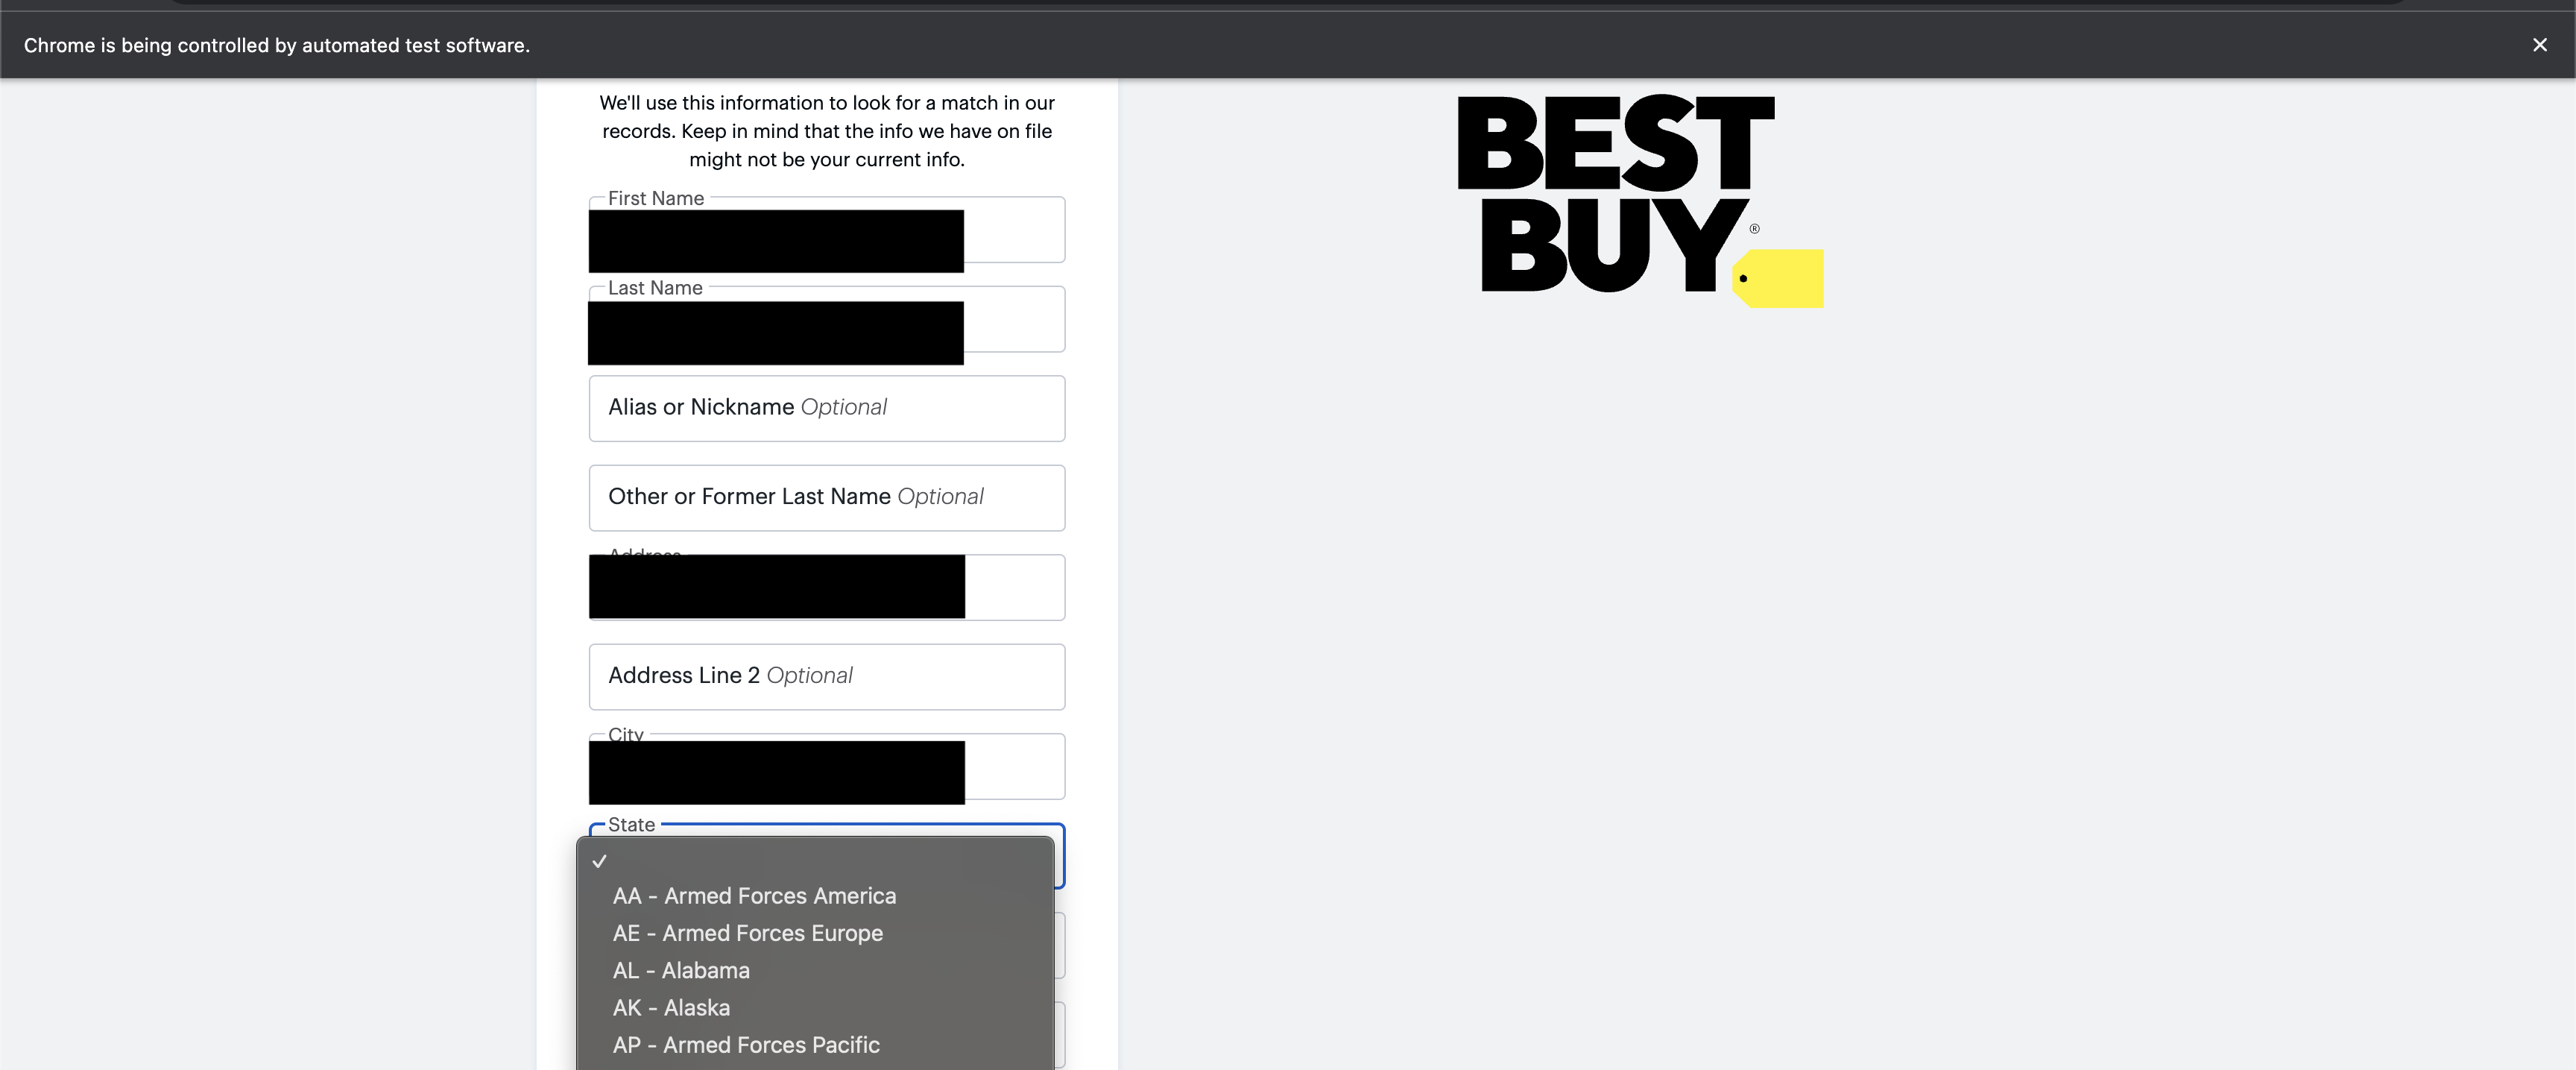 Chrome is being controlled by automated test software.
We'll use this information to look for a match in our
records. Keep in mind that the info we have on file
might not be your current info.
First Name
Last Name
Alias or Nickname Optional
Other or Former Last Name Optional
Address
Address Line 2 Optional
City
State
✓
AA - Armed Forces America
AE - Armed Forces Europe
AL - Alabama
AK - Alaska
AP - Armed Forces Pacific
BEST
BUY®